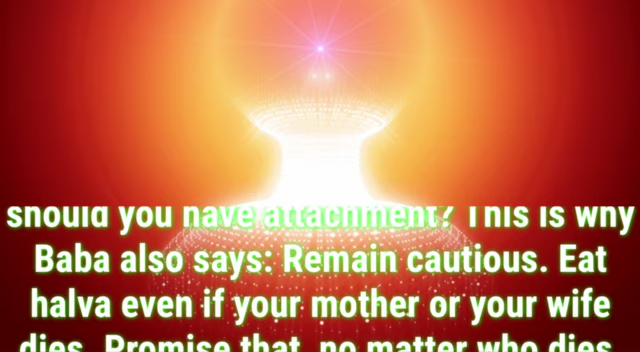 should you have attachment? This is why
Baba also says: Remain cautious. Eat
halva even if your mother or your wife
dies. Promise that, no matter who dies,